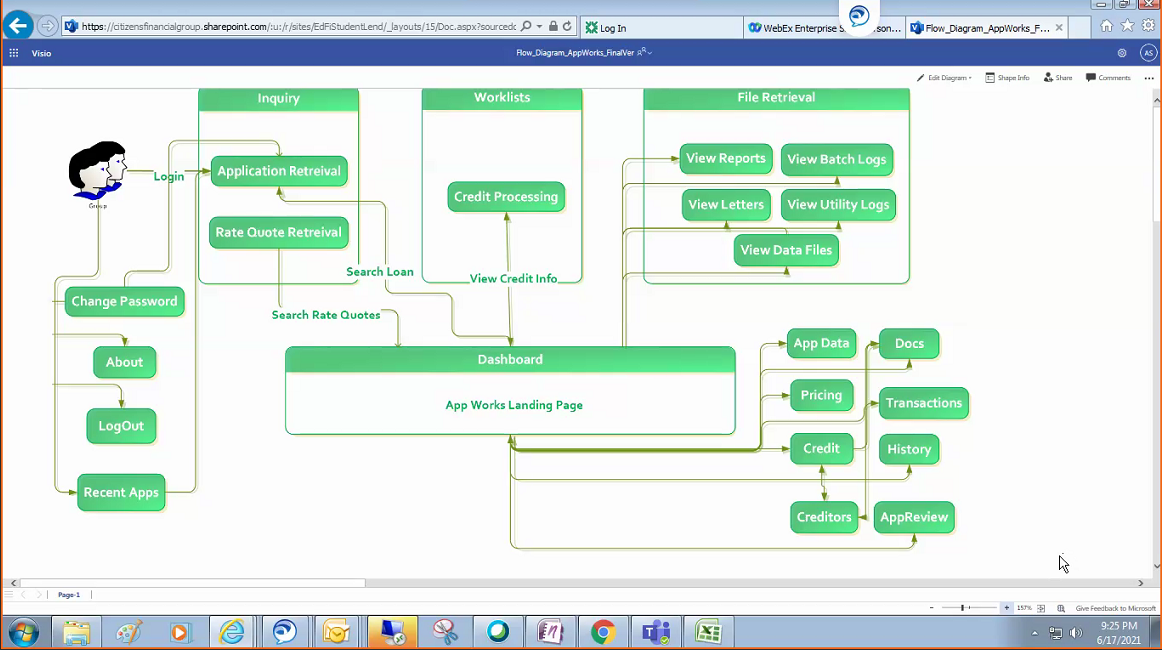 https://citizensfinancialgroup.sharepoint.com/:u:/r/sites/EdFiStudentLend/_layouts/15/Doc.aspx?sourcedc
Log In
WebEx Enterprise S
son...
Flow_Diagram_AppWorks_F...
Visio
Flow_Diagram_AppWorks_FinalVer
AS
Edit Diagram
Shape Info
Share
Comments
Inquiry
Worklists
File Retrieval
Login
Application Retreival
Rate Quote Retreival
Credit Processing
View Reports
View Batch Logs
View Letters
View Utility Logs
View Data Files
Search Loan
View Credit Info
Search Rate Quotes
Change Password
About
LogOut
Recent Apps
Dashboard
App Works Landing Page
App Data
Docs
Pricing
Transactions
Credit
History
Creditors
AppReview
Page-1
157%
Give Feedback to Microsoft
9:25 PM
6/17/2021